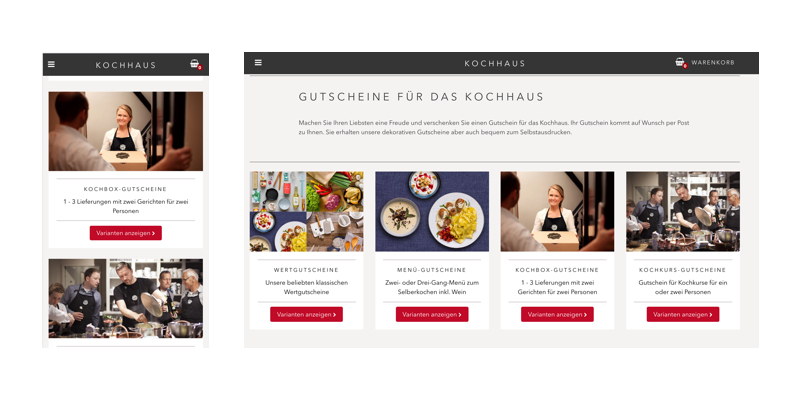 KOCHHAUS
0
KOCHBOX-GUTSCHEINE
1 - 3 Lieferungen mit zwei Gerichten für zwei
Personen
Varianten anzeigen
KOCHHAUS
0
WARENKORB
GUTSCHEINE FÜR DAS KOCHHAUS
Machen Sie Ihren Liebsten eine Freude und verschenken Sie einen Gutschein für das Kochhaus. Ihr Gutschein kommt auf Wunsch per Post
zu Ihnen. Sie erhalten unsere dekorativen Gutscheine aber auch bequem zum Selbstausdrucken.
WERTGUTSCHEINE
Unsere beliebten klassischen
Wertgutscheine
Varianten anzeigen
MENÜ-GUTSCHEINE
Zwei- oder Drei-Gang-Menü zum
Selberkochen inkl. Wein
Varianten anzeigen
KOCHBOX-GUTSCHEINE
1 - 3 Lieferungen mit zwei
Gerichten für zwei Personen
Varianten anzeigen
KOCHKURS-GUTSCHEINE
Gutschein für Kochkurse für ein
oder zwei Personen
Varianten anzeigen